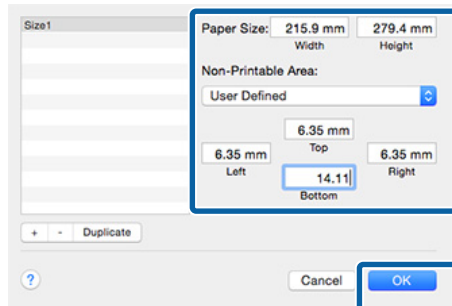 Size1
Paper Size: 215.9 mm 279.4 mm
Width Height
Non-Printable Area:
User Defined
6.35 mm
Top
6.35 mm 6.35 mm
Left Right
14.11
Bottom
+ - Duplicate
? Cancel OK